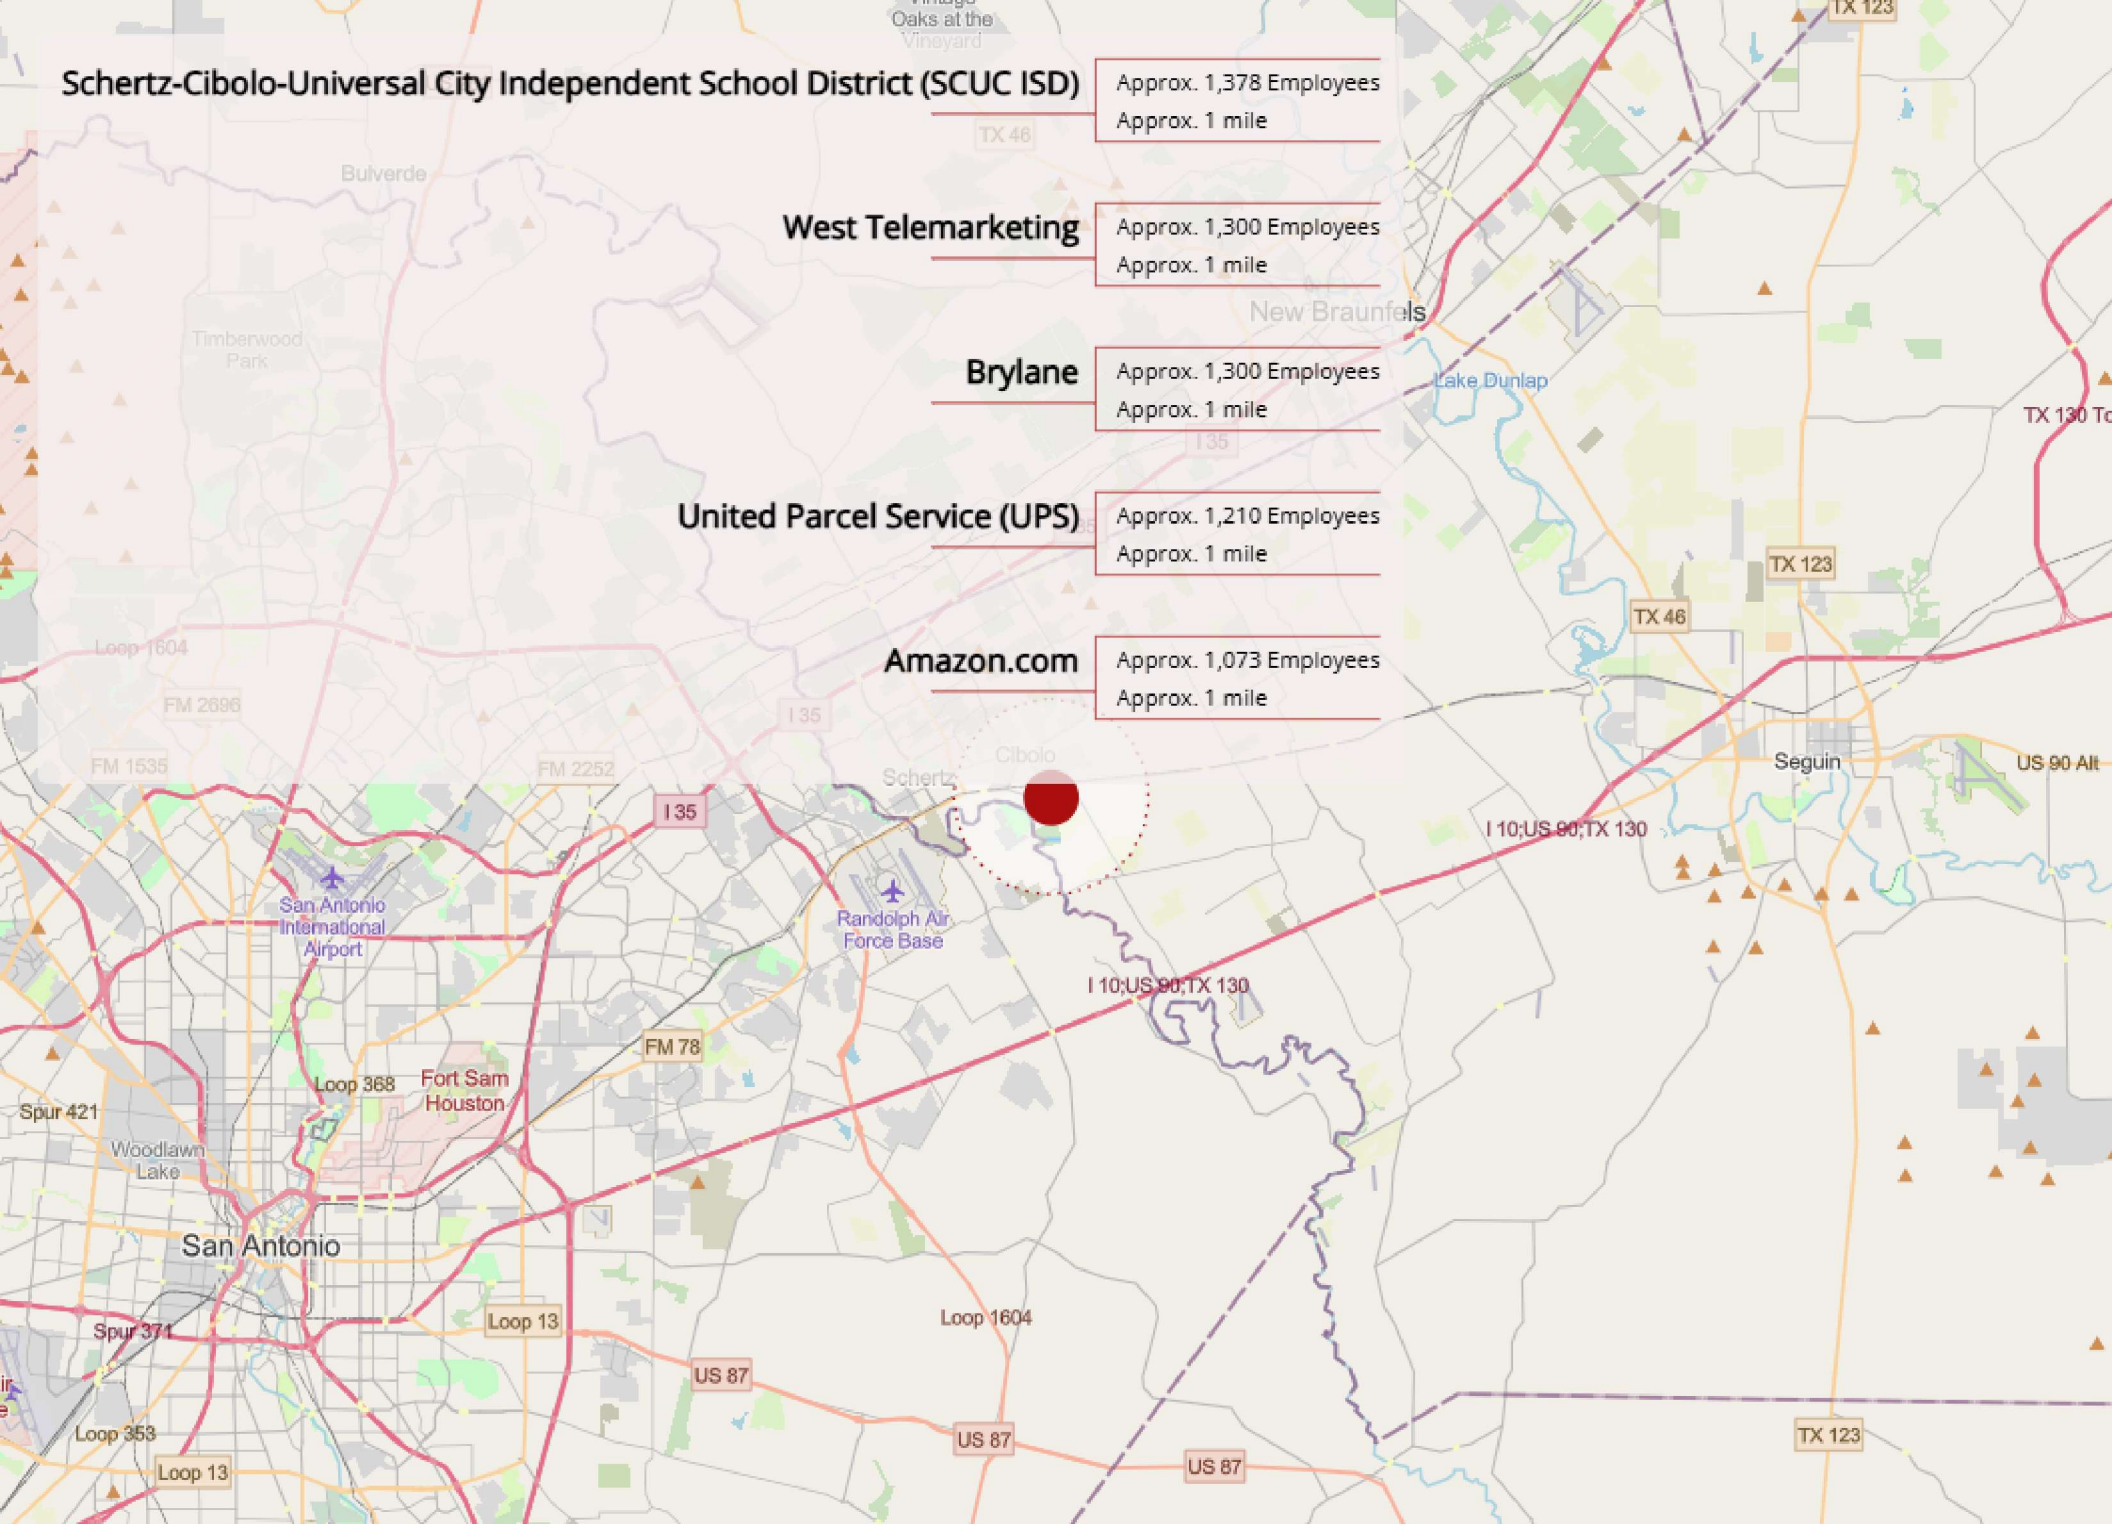 Vintage
Oaks at the
Vineyard
TX 123
Schertz-Cibolo-Universal City Independent School District (SCUC ISD)
Approx. 1,378 Employees
Approx. 1 mile
TX 46
Bulverde
West Telemarketing
Approx. 1,300 Employees
Approx. 1 mile
New Braunfels
Timberwood
Park
Brylane
Approx. 1,300 Employees
Approx. 1 mile
Lake Dunlap
TX 130 To
I 35
United Parcel Service (UPS)
Approx. 1,210 Employees
Approx. 1 mile
TX 123
TX 46
Loop 1604
Amazon.com
Approx. 1,073 Employees
Approx. 1 mile
FM 2696
I 35
Cibolo
FM 1535
FM 2252
Schertz
Seguin
US 90 Alt
I 35
I 10;US 90;TX 130
San Antonio
International
Airport
Randolph Air
Force Base
I 10;US 90;TX 130
FM 78
Loop 368
Fort Sam
Houston
Spur 421
Woodlawn
Lake
San Antonio
Loop 13
Loop 1604
Spur 371
US 87
ir
e
Loop 353
US 87
TX 123
Loop 13
US 87